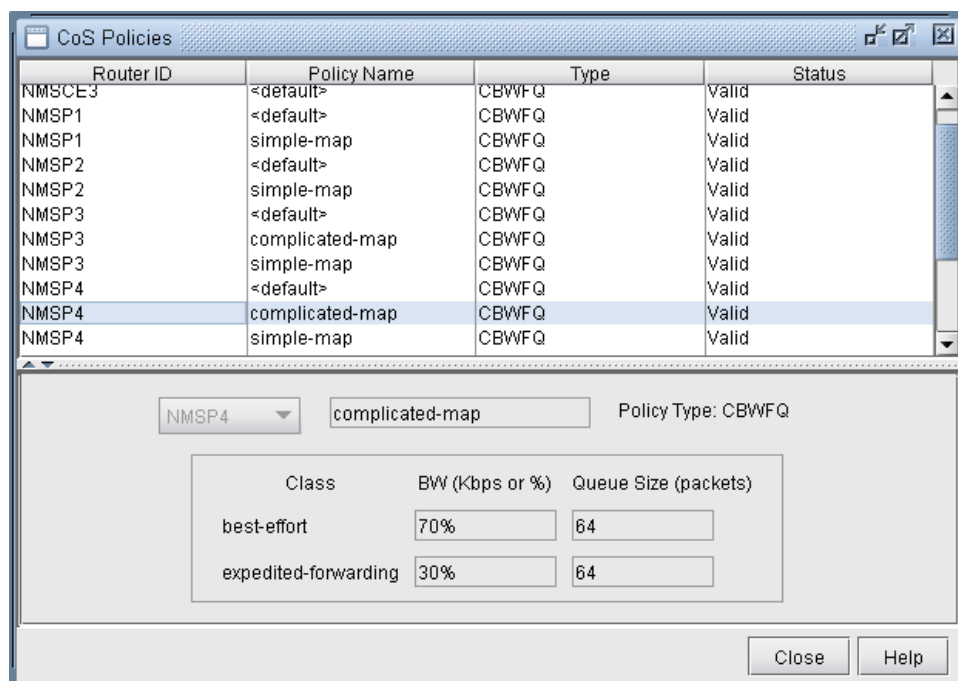 CoS Policies
Router ID Policy Name Type Status
NMSCE3 <default> CBWFQ Valid
NMSP1 <default> CBWFQ Valid
NMSP1 simple-map CBWFQ Valid
NMSP2 <default> CBWFQ Valid
NMSP2 simple-map CBWFQ Valid
NMSP3 <default> CBWFQ Valid
NMSP3 complicated-map CBWFQ Valid
NMSP3 simple-map CBWFQ Valid
NMSP4 <default> CBWFQ Valid
NMSP4 complicated-map CBWFQ Valid
NMSP4 simple-map CBWFQ Valid
NMSP4 complicated-map Policy Type: CBWFQ
Class BW (Kbps or %) Queue Size (packets)
best-effort 70% 64
expedited-forwarding 30% 64
Close Help